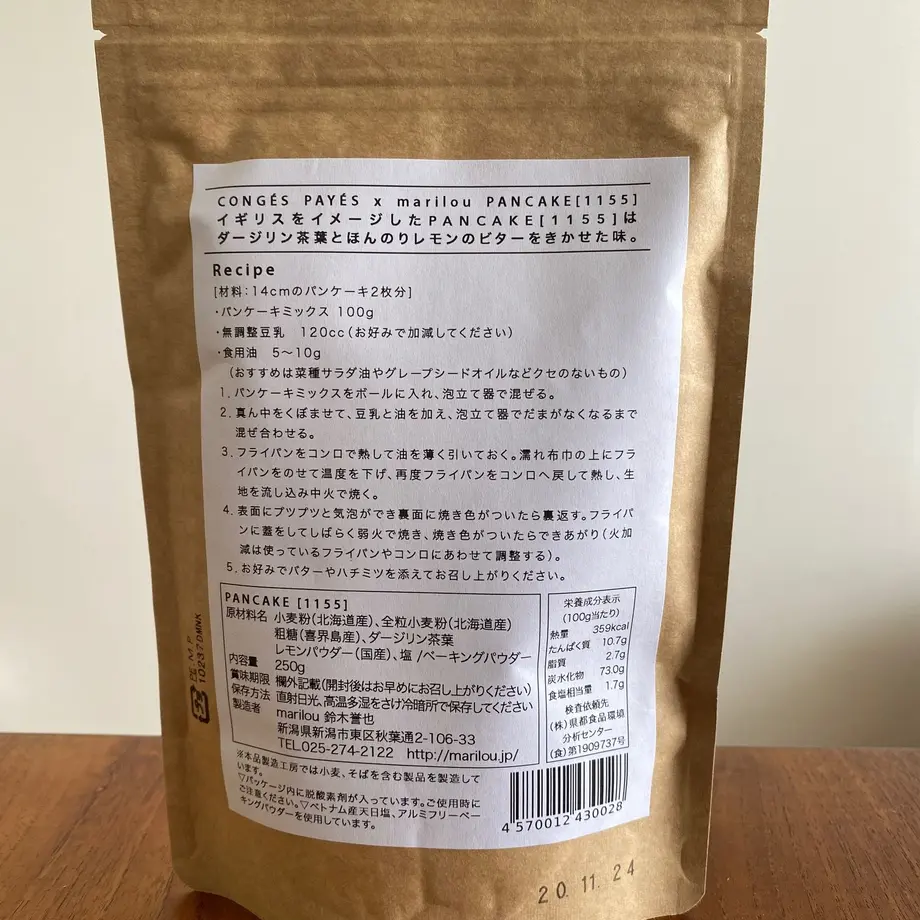 CONGÉS PAYÉS x marilou PANCAKE[1155]
イギリスをイメージしたPANCAKE[1155]は
ダージリン茶葉とほんのりレモンのビターをきかせた味。
Recipe
[材料:14cmのパンケーキ2枚分]
・パンケーキミックス 100g
・無調整豆乳 120cc(お好みで加減してください)
・食用油 5〜10g
(おすすめは菜種サラダ油やグレープシードオイルなどクセのないもの)
1. パンケーキミックスをボールに入れ、泡立て器で混ぜる。
2. 真ん中をくぼませて、豆乳と油を加え、泡立て器でだまがなくなるまで
混ぜ合わせる。
3. フライパンをコンロで熱して油を薄く引いておく。濡れ布巾の上にフラ
イパンをのせて温度を下げ、再度フライパンをコンロへ戻して熱し、生
地を流し込み中火で焼く。
4. 表面にプツプツと気泡ができ裏面に焼き色がついたら裏返す。フライパ
ンに蓋をしてしばらく弱火で焼き、焼き色がついたらできあがり(火加
減は使っているフライパンやコンロにあわせて調整する)。
5. お好みでバターやハチミツを添えてお召し上がりください。
PANCAKE [1155]
原材料名 小麦粉(北海道産)、全粒小麦粉(北海道産)
粗糖(喜界島産)、ダージリン茶葉
レモンパウダー(国産)、塩 /ベーキングパウダー
内容量 250g
賞味期限 欄外記載(開封後はお早めにお召し上がりください)
保存方法 直射日光、高温多湿をさけ冷暗所で保存してください
製造者 marilou 鈴木誉也
新潟県新潟市東区秋葉通2-106-33
TEL025-274-2122 http://marilou.jp/
栄養成分表示
(100g当たり)
熱量 359kcal
たんぱく質 10.7g
脂質 2.7g
炭水化物 73.0g
食塩相当量 1.7g
検査依頼先
(株)県都食品環境
分析センター
(食)第1909737号
※本品製造工房では小麦、そばを含む製品を製造して
います。
▽パッケージ内に脱酸素剤が入っています。ご使用時に
ご注意ください。▽ベトナム産天日塩、アルミフリーベー
キングパウダーを使用しています。
4 570012 430028
PE.M.P
10237DMNK
20.11.24